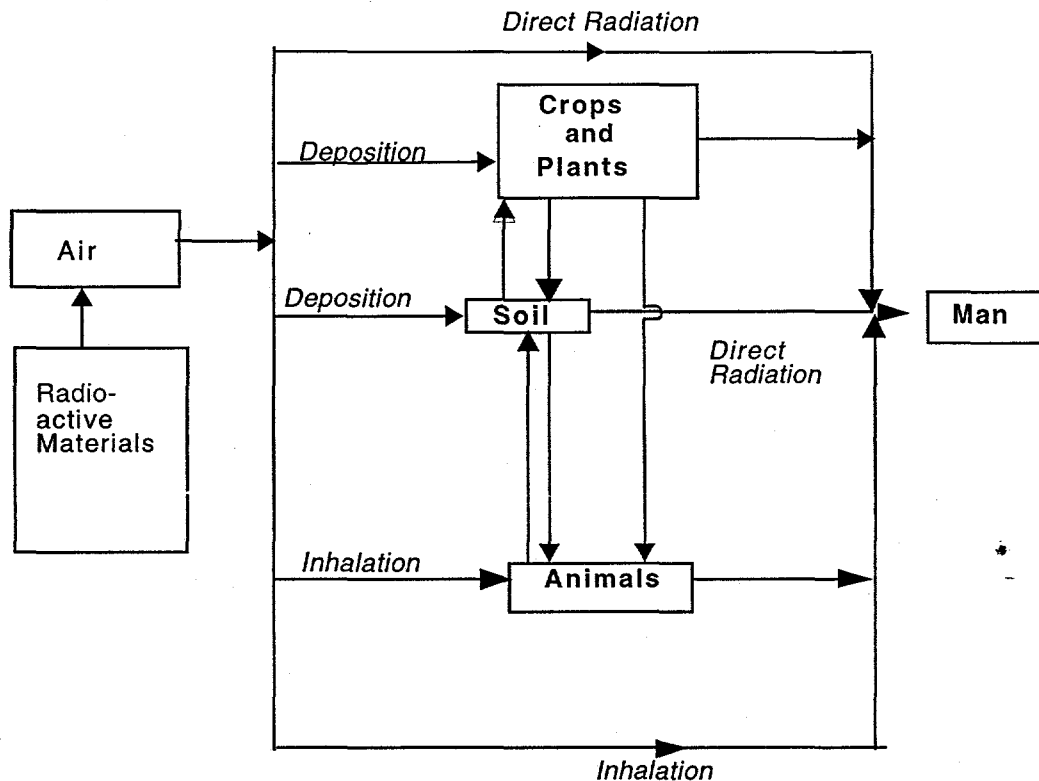 Direct Radiation
Crops
and
Plants
Deposition
Air
Deposition
Soil
Man
Direct
Radiation
Radio-
active
Materials
Inhalation
Animals
Inhalation